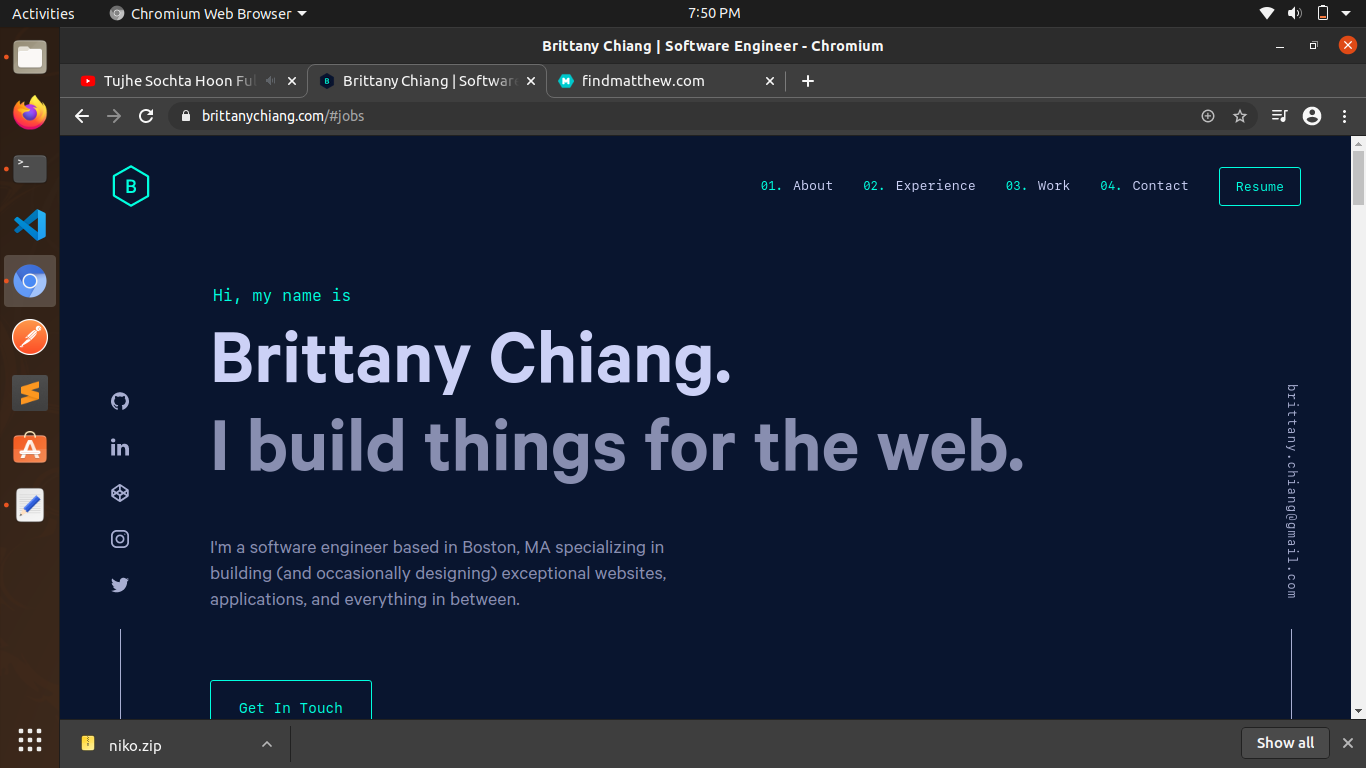 Activities
Chromium Web Browser
7:50 PM
Brittany Chiang | Software Engineer - Chromium
Tujhe Sochta Hoon Ful
Brittany Chiang | Software
findmatthew.com
brittanychiang.com/#jobs
B
01. About
02. Experience
03. Work
04. Contact
Resume
Hi, my name is
Brittany Chiang.
I build things for the web.
I'm a software engineer based in Boston, MA specializing in
building (and occasionally designing) exceptional websites,
applications, and everything in between.
Get In Touch
brittany.chiang@gmail.com
niko.zip
Show all